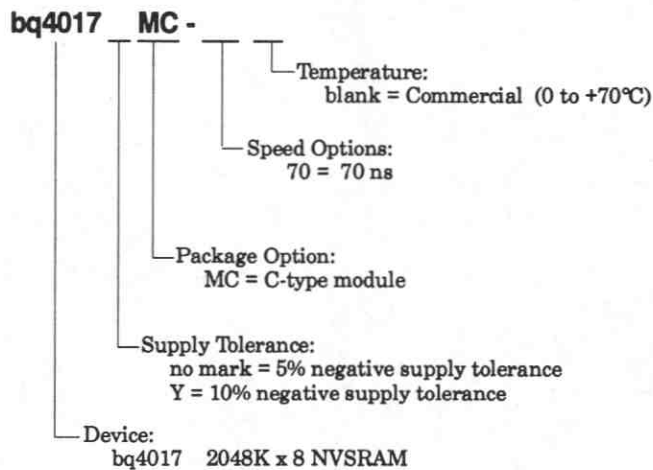 bq4017 MC -
Temperature:
blank = Commercial (0 to +70°C)
Speed Options:
70 = 70 ns
Package Option:
MC = C-type module
Supply Tolerance:
no mark = 5% negative supply tolerance
Y = 10% negative supply tolerance
Device:
bq4017 2048K x 8 NVSRAM